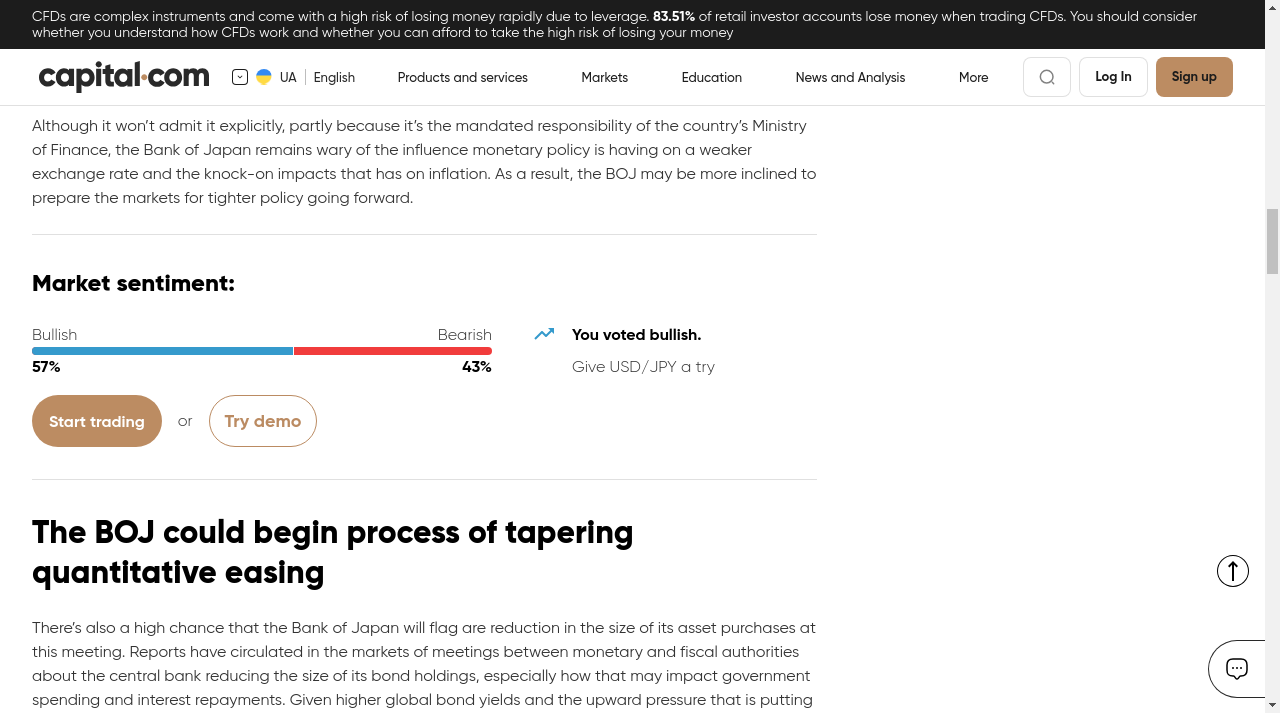 CFDs are complex instruments and come with a high risk of losing money rapidly due to leverage. 83.51% of retail investor accounts lose money when trading CFDs. You should consider
whether you understand how CFDs work and whether you can afford to take the high risk of losing your money
capital.com
UA
English
Products and services
Markets
Education
News and Analysis
More
Log In
Sign up
Although it won’t admit it explicitly, partly because it’s the mandated responsibility of the country’s Ministry
of Finance, the Bank of Japan remains wary of the influence monetary policy is having on a weaker
exchange rate and the knock-on impacts that has on inflation. As a result, the BOJ may be more inclined to
prepare the markets for tighter policy going forward.
Market sentiment:
Bullish
Bearish
You voted bullish.
57%
43%
Give USD/JPY a try
Start trading
or
Try demo
The BOJ could begin process of tapering
quantitative easing
There’s also a high chance that the Bank of Japan will flag are reduction in the size of its asset purchases at
this meeting. Reports have circulated in the markets of meetings between monetary and fiscal authorities
about the central bank reducing the size of its bond holdings, especially how that may impact government
spending and interest repayments. Given higher global bond yields and the upward pressure that is putting